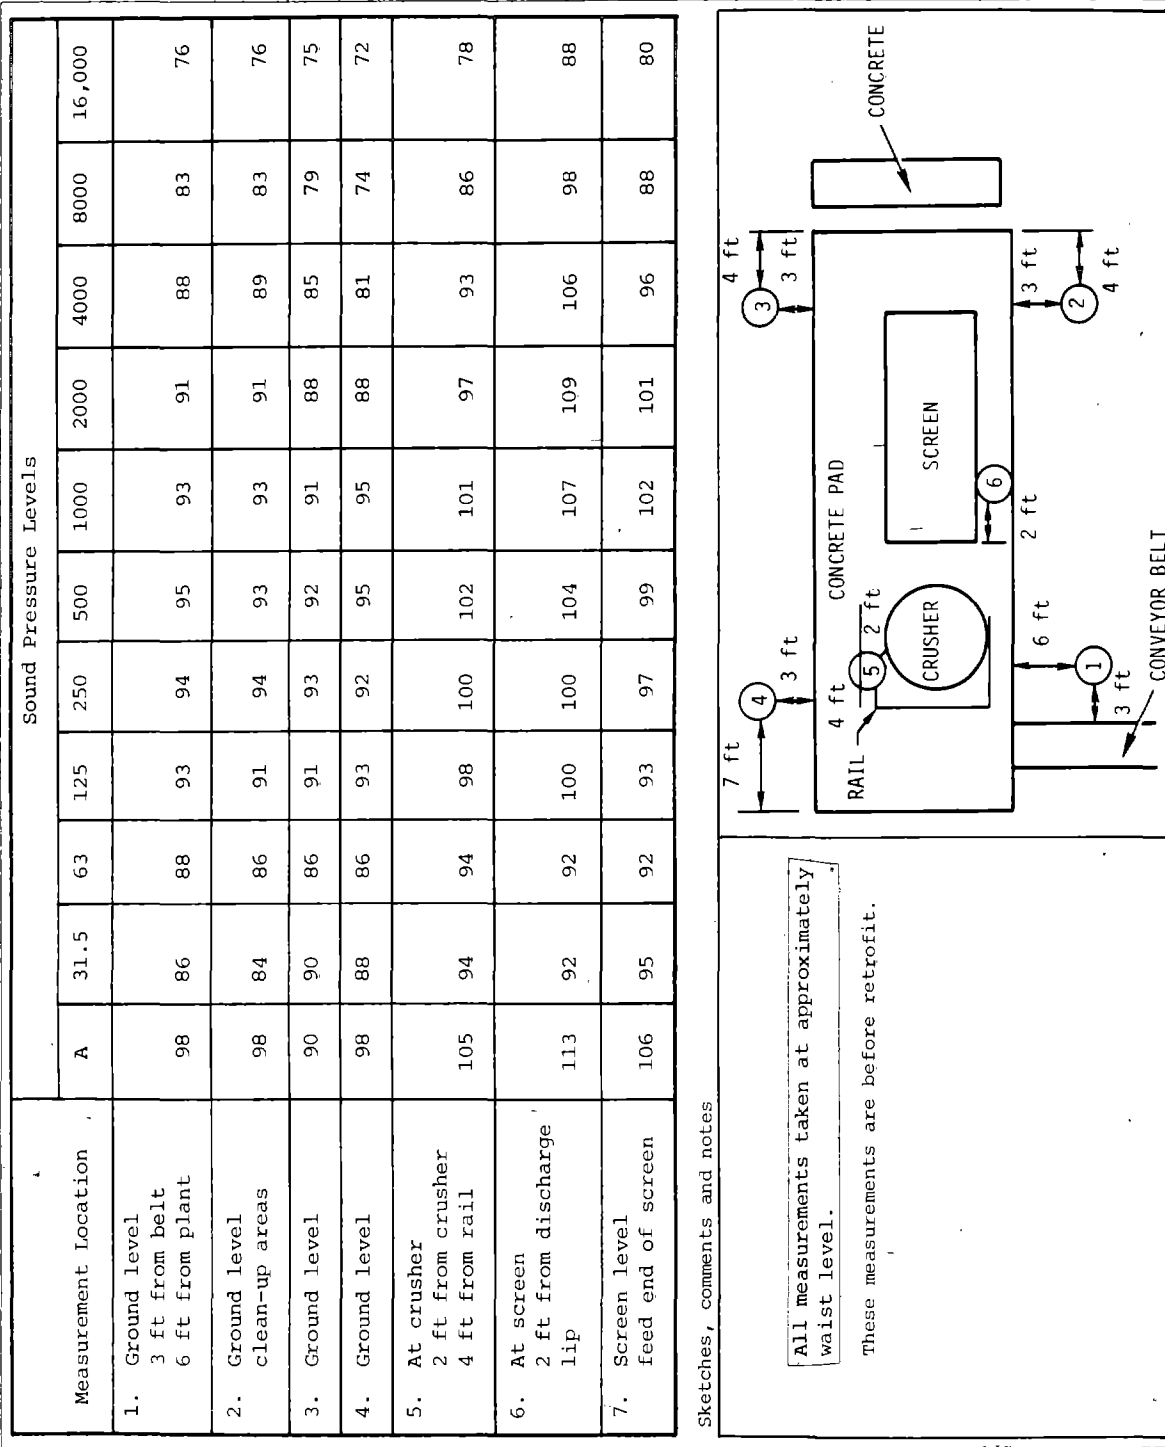 Sound Pressure Levels
Measurement Location A 31.5 63 125 250 500 1000 2000 4000 8000 16,000
1. Ground level
3 ft from belt
6 ft from plant 98 86 88 93 94 95 93 91 88 83 76
2. Ground level
clean-up areas 98 84 86 91 94 93 93 91 89 83 76
3. Ground level 90 90 86 91 93 92 91 88 85 79 75
4. Ground level 98 88 86 93 92 95 95 88 81 74 72
5. At crusher
2 ft from crusher
4 ft from rail 105 94 94 98 100 102 101 97 93 86 78
6. At screen
2 ft from discharge
lip 113 92 92 100 100 104 107 109 106 98 88
7. Screen level
feed end of screen 106 95 92 93 97 99 102 101 96 88 80
Sketches, comments and notes
All measurements taken at approximately
waist level.
These measurements are before retrofit.
7 ft
4
3 ft
4 ft
3
3 ft
RAIL
4 ft
5
2 ft
CONCRETE PAD
CRUSHER
SCREEN
6
2 ft
CONCRETE
6 ft
1
3 ft
3 ft
2
4 ft
CONVEYOR BELT